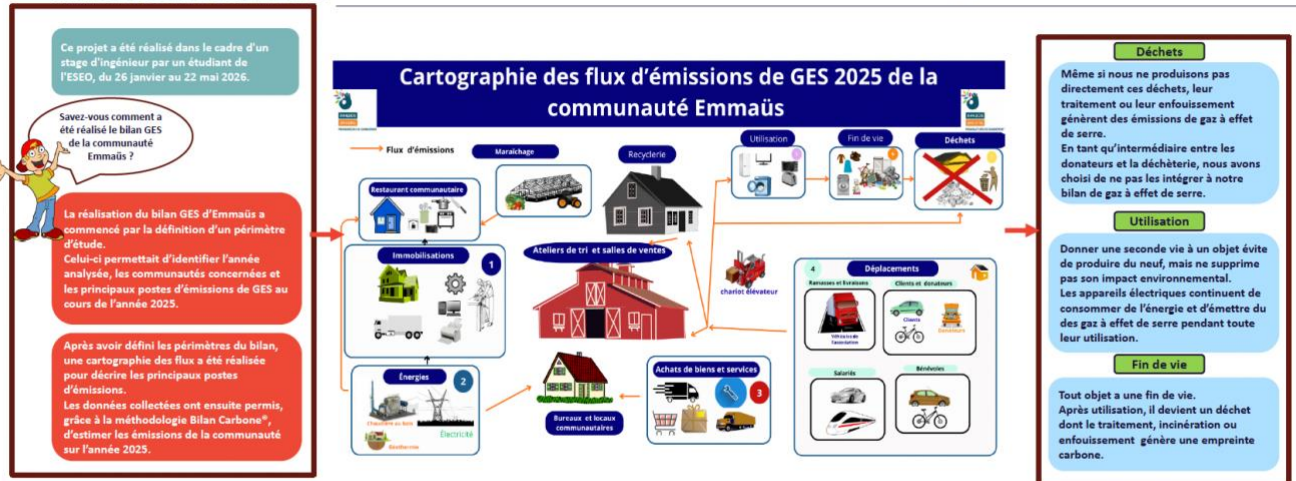 Ce projet a été réalisé dans le cadre d'un
stage d'ingénieur par un étudiant de
l'ESEO, du 26 janvier au 22 mai 2026.
Savez-vous comment a
été réalisé le bilan GES
de la communauté
Emmaüs ?
La réalisation du bilan GES d'Emmaüs a
commencé par la définition d'un périmètre
d'étude.
Celui-ci permettait d'identifier l'année
analysée, les communautés concernées et
les principaux postes d'émissions de GES au
cours de l'année 2025.
Après avoir défini les périmètres du bilan,
une cartographie des flux a été réalisée
pour décrire les principaux postes
d'émissions.
Les données collectées ont ensuite permis,
grâce à la méthodologie Bilan Carbone®,
d'estimer les émissions de la communauté
sur l'année 2025.
Cartographie des flux d'émissions de GES 2025 de la
communauté Emmaüs
Flux d'émissions
Maraîchage
Recyclerie
Utilisation
Fin de vie
Déchets
Restaurant communautaire
Immobilisations
1
Ateliers de tri et salles de ventes
chariot élevateur
4
Déplacements
Ramasses et livraisons
Clients et donateurs
Clients
Donateurs
Véhicules de
l'association
Salariés
Bénévoles
Énergies
2
Chaudière au bois
Électricité
Géothermie
Bureaux et locaux
communautaires
Achats de biens et services
3
Déchets
Même si nous ne produisons pas
directement ces déchets, leur
traitement ou leur enfouissement
génèrent des émissions de gaz à effet
de serre.
En tant qu'intermédiaire entre les
donateurs et la déchèterie, nous avons
choisi de ne pas les intégrer à notre
bilan de gaz à effet de serre.
Utilisation
Donner une seconde vie à un objet évite
de produire du neuf, mais ne supprime
pas son impact environnemental.
Les appareils électriques continuent de
consommer de l'énergie et d'émettre du
des gaz à effet de serre pendant toute
leur utilisation.
Fin de vie
Tout objet a une fin de vie.
Après utilisation, il devient un déchet
dont le traitement, incinération ou
enfouissement génère une empreinte
carbone.